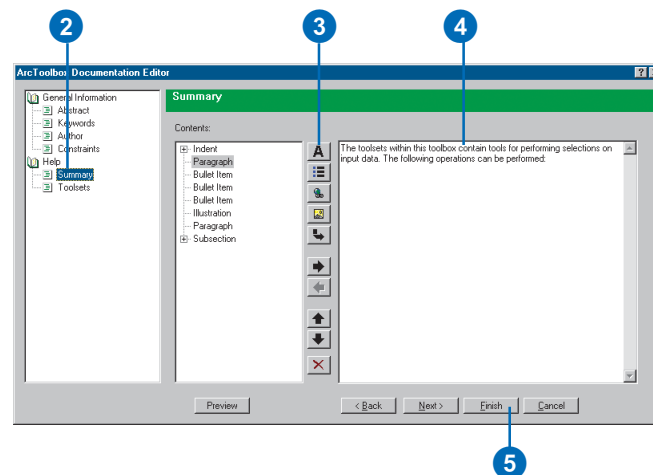 2
3
4
ArcToolbox Documentation Editor
?
General Information
Abstract
Keywords
Author
Constraints
Help
Summary
Toolsets
Summary
Contents:
Indent
Paragraph
Bullet Item
Bullet Item
Bullet Item
Illustration
Paragraph
Subsection
A
The toolsets within this toolbox contain tools for performing selections on
input data. The following operations can be performed:
Preview
< Back
Next >
Finish
Cancel
5